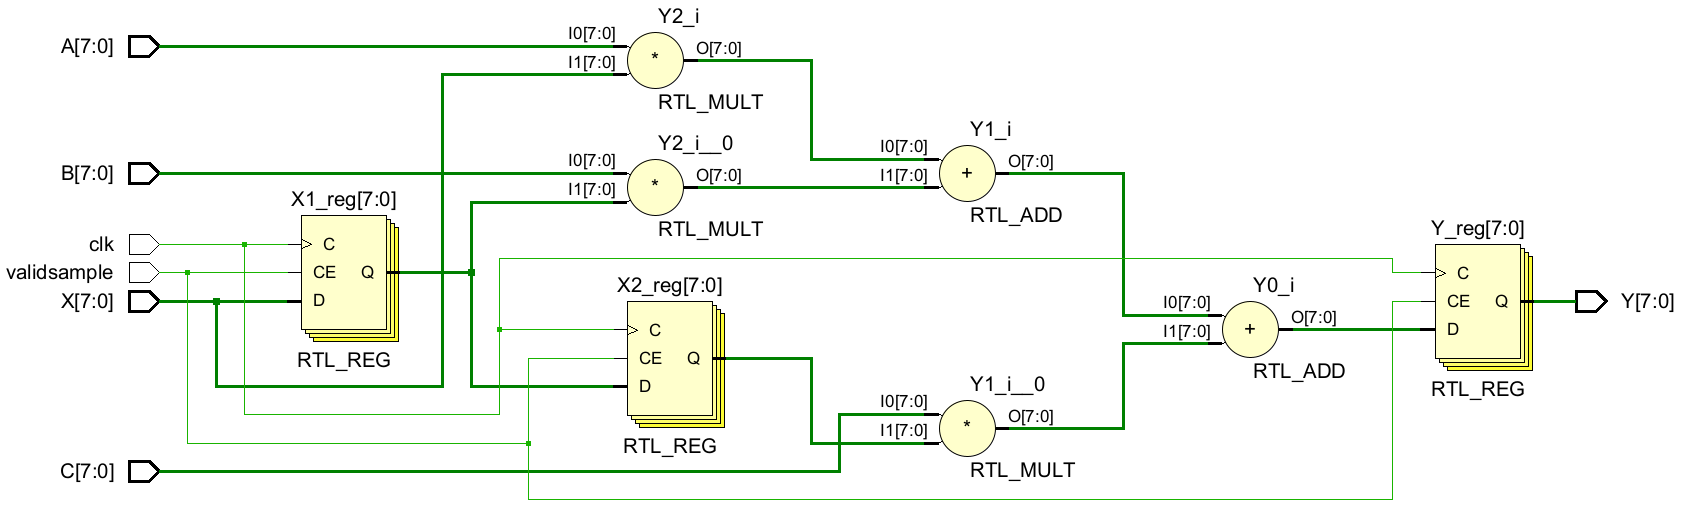 Y2_i
A[7:0]
I0[7:0]
*
O[7:0]
I1[7:0]
RTL_MULT
Y2_i__0
Y1_i
I0[7:0]
O[7:0]
B[7:0]
I0[7:0]
*
O[7:0]
I1[7:0]
+
I1[7:0]
RTL_ADD
X1_reg[7:0]
RTL_MULT
Y_reg[7:0]
clk
C
validsample
CE
Q
X[7:0]
D
RTL_REG
X2_reg[7:0]
C
CE
Q
D
RTL_REG
Y0_i
I0[7:0]
O[7:0]
I1[7:0]
+
RTL_ADD
C
CE
Q
D
RTL_REG
Y[7:0]
Y1_i__0
I0[7:0]
O[7:0]
I1[7:0]
*
RTL_MULT
C[7:0]